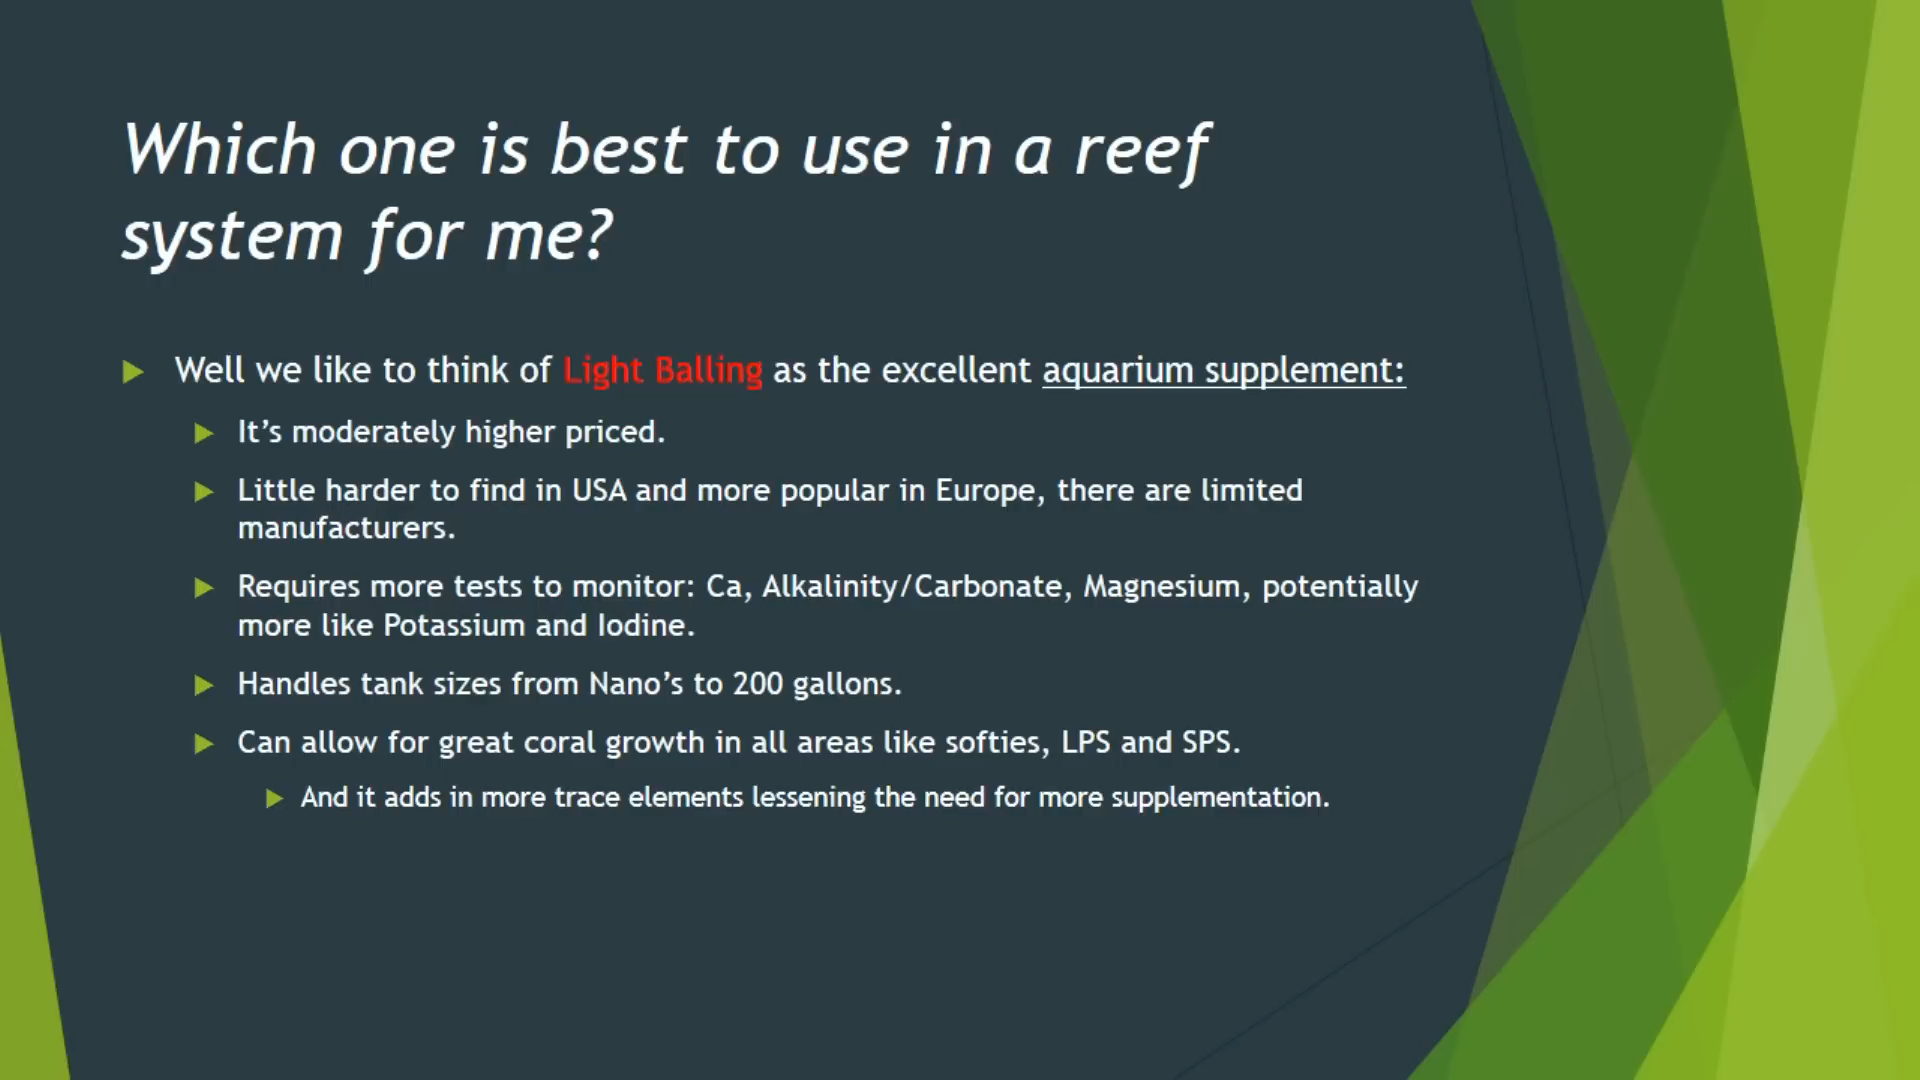 Which one is best to use in a reef
system for me?
Well we like to think of Light Balling as the excellent aquarium supplement:
It’s moderately higher priced.
Little harder to find in USA and more popular in Europe, there are limited
manufacturers.
Requires more tests to monitor: Ca, Alkalinity/Carbonate, Magnesium, potentially
more like Potassium and Iodine.
Handles tank sizes from Nano’s to 200 gallons.
Can allow for great coral growth in all areas like softies, LPS and SPS.
And it adds in more trace elements lessening the need for more supplementation.